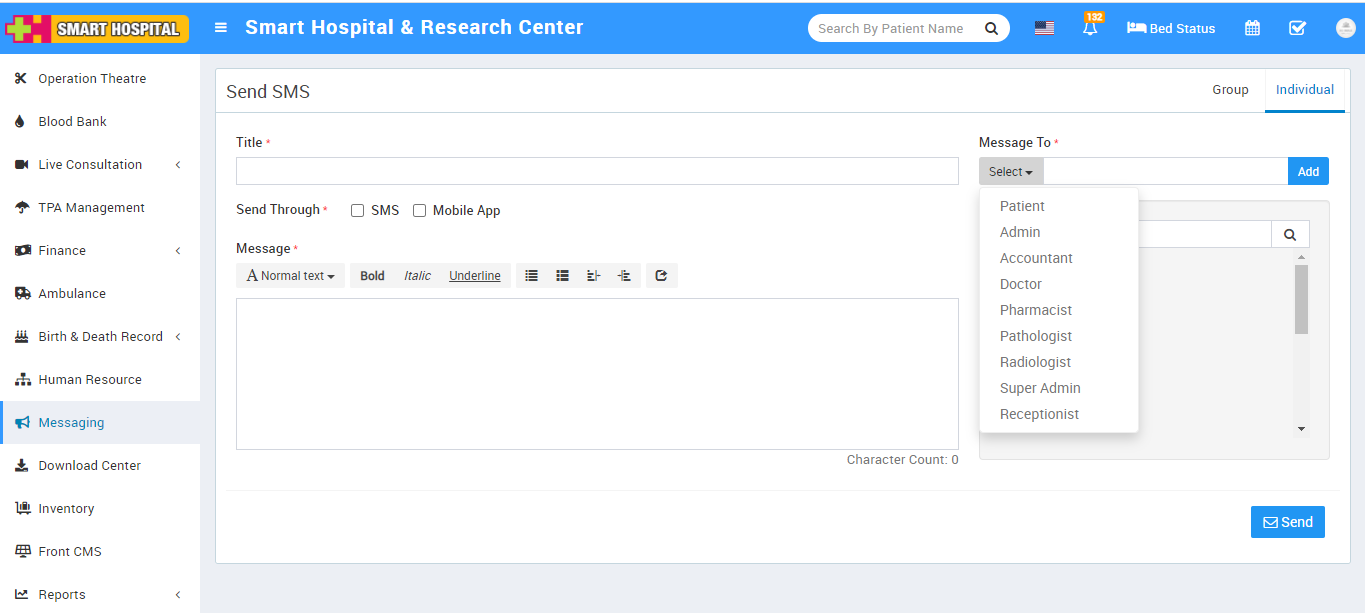 SMART HOSPITAL
Smart Hospital & Research Center
Search By Patient Name
132
Bed Status
Operation Theatre
Blood Bank
Live Consultation
TPA Management
Finance
Ambulance
Birth & Death Record
Human Resource
Messaging
Download Center
Inventory
Front CMS
Reports
Send SMS
Group
Individual
Title *
Send Through * SMS Mobile App
Message *
A Normal text Bold Italic Underline
Character Count: 0
Message To *
Select Add
Patient
Admin
Accountant
Doctor
Pharmacist
Pathologist
Radiologist
Super Admin
Receptionist
Send